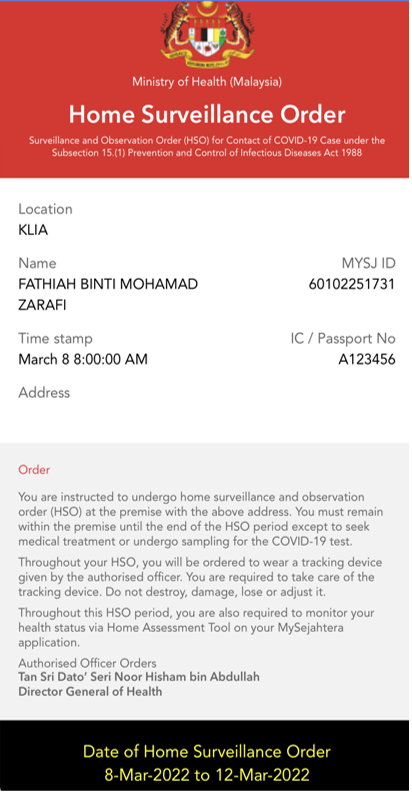 Ministry of Health (Malaysia)
Home Surveillance Order
Surveillance and Observation Order (HSO) for Contact of COVID-19 Case under the
Subsection 15.(1) Prevention and Control of Infectious Diseases Act 1988
Location
KLIA
Name MYSJ ID
FATHIAH BINTI MOHAMAD 60102251731
ZARAFI
Time stamp IC / Passport No
March 8 8:00:00 AM A123456
Address
Order
You are instructed to undergo home surveillance and observation
order (HSO) at the premise with the above address. You must remain
within the premise until the end of the HSO period except to seek
medical treatment or undergo sampling for the COVID-19 test.
Throughout your HSO, you will be ordered to wear a tracking device
given by the authorised officer. You are required to take care of the
tracking device. Do not destroy, damage, lose or adjust it.
Throughout this HSO period, you are also required to monitor your
health status via Home Assessment Tool on your MySejahtera
application.
Authorised Officer Orders
Tan Sri Dato’ Seri Noor Hisham bin Abdullah
Director General of Health
Date of Home Surveillance Order
8-Mar-2022 to 12-Mar-2022